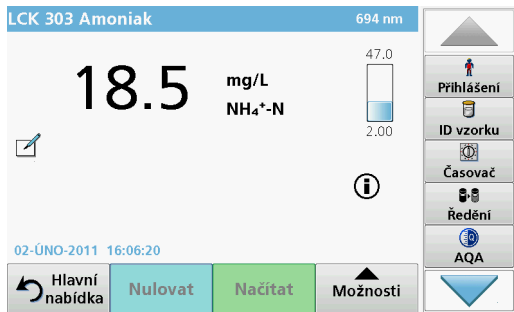 LCK 303 Amoniak
694 nm
18.5
mg/L
NH₄⁺-N
47.0
2.00
02-ÚNO-2011 16:06:20
Hlavní
nabídka
Nulovat
Načítat
Možnosti
Přihlášení
ID vzorku
Časovač
Ředění
AQA